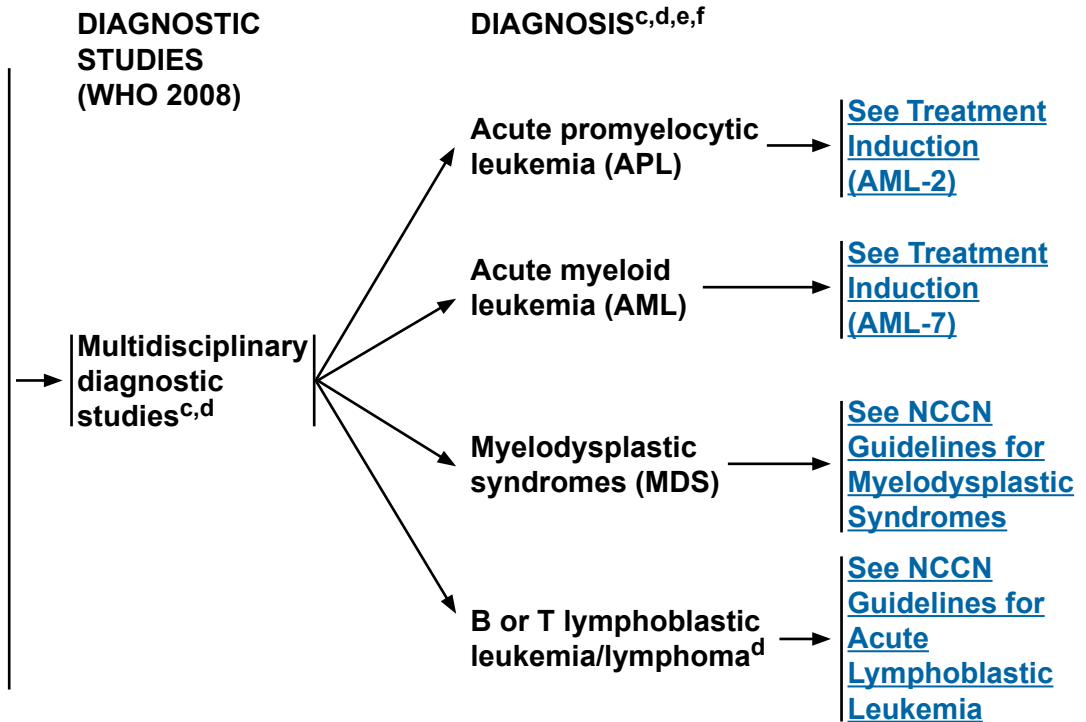 DIAGNOSTIC
STUDIES
(WHO 2008)
DIAGNOSISc,d,e,f
Multidisciplinary
diagnostic
studiesc,d
Acute promyelocytic
leukemia (APL)
See Treatment
Induction
(AML-2)
Acute myeloid
leukemia (AML)
See Treatment
Induction
(AML-7)
Myelodysplastic
syndromes (MDS)
See NCCN
Guidelines for
Myelodysplastic
Syndromes
B or T lymphoblastic
leukemia/lymphomad
See NCCN
Guidelines for
Acute
Lymphoblastic
Leukemia